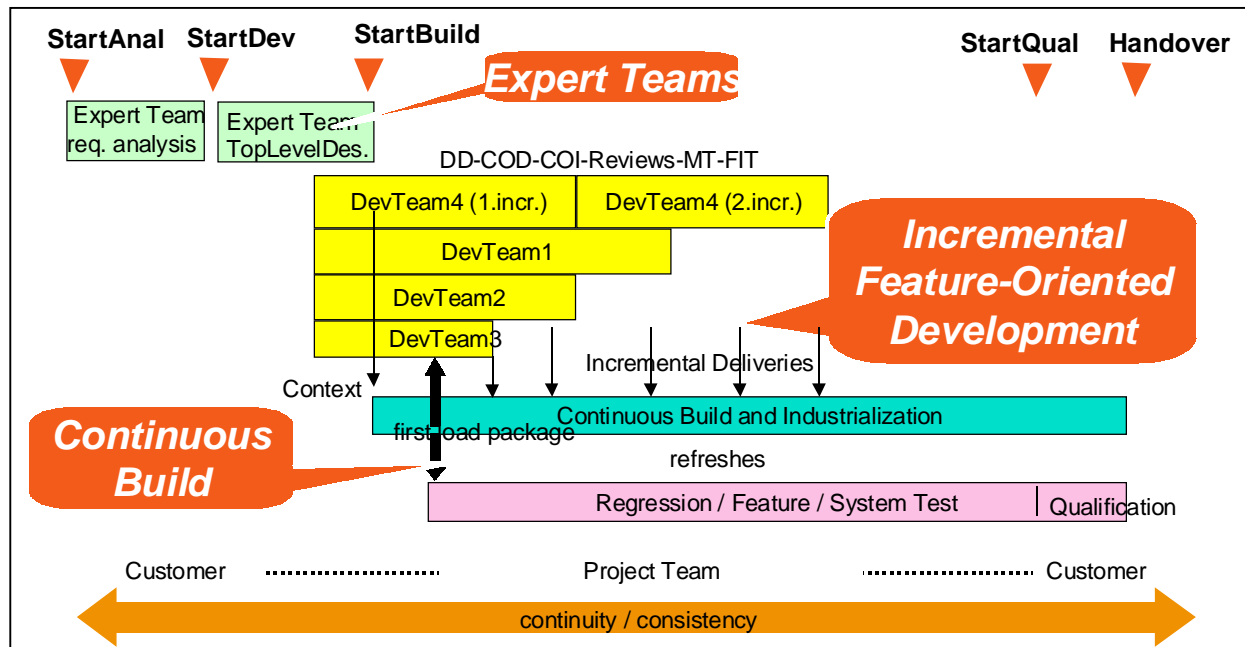 StartAnal
StartDev
StartBuild
StartQual
Handover
Expert Teams
Expert Team
req. analysis
Expert Team
TopLevelDes.
DD-COD-COI-Reviews-MT-FIT
DevTeam4 (1.incr.)
DevTeam4 (2.incr.)
DevTeam1
DevTeam2
DevTeam3
Incremental
Feature-Oriented
Development
Incremental Deliveries
Context
Continuous Build and Industrialization
Continuous
Build
first load package
refreshes
Regression / Feature / System Test
Qualification
Customer
Project Team
Customer
continuity / consistency